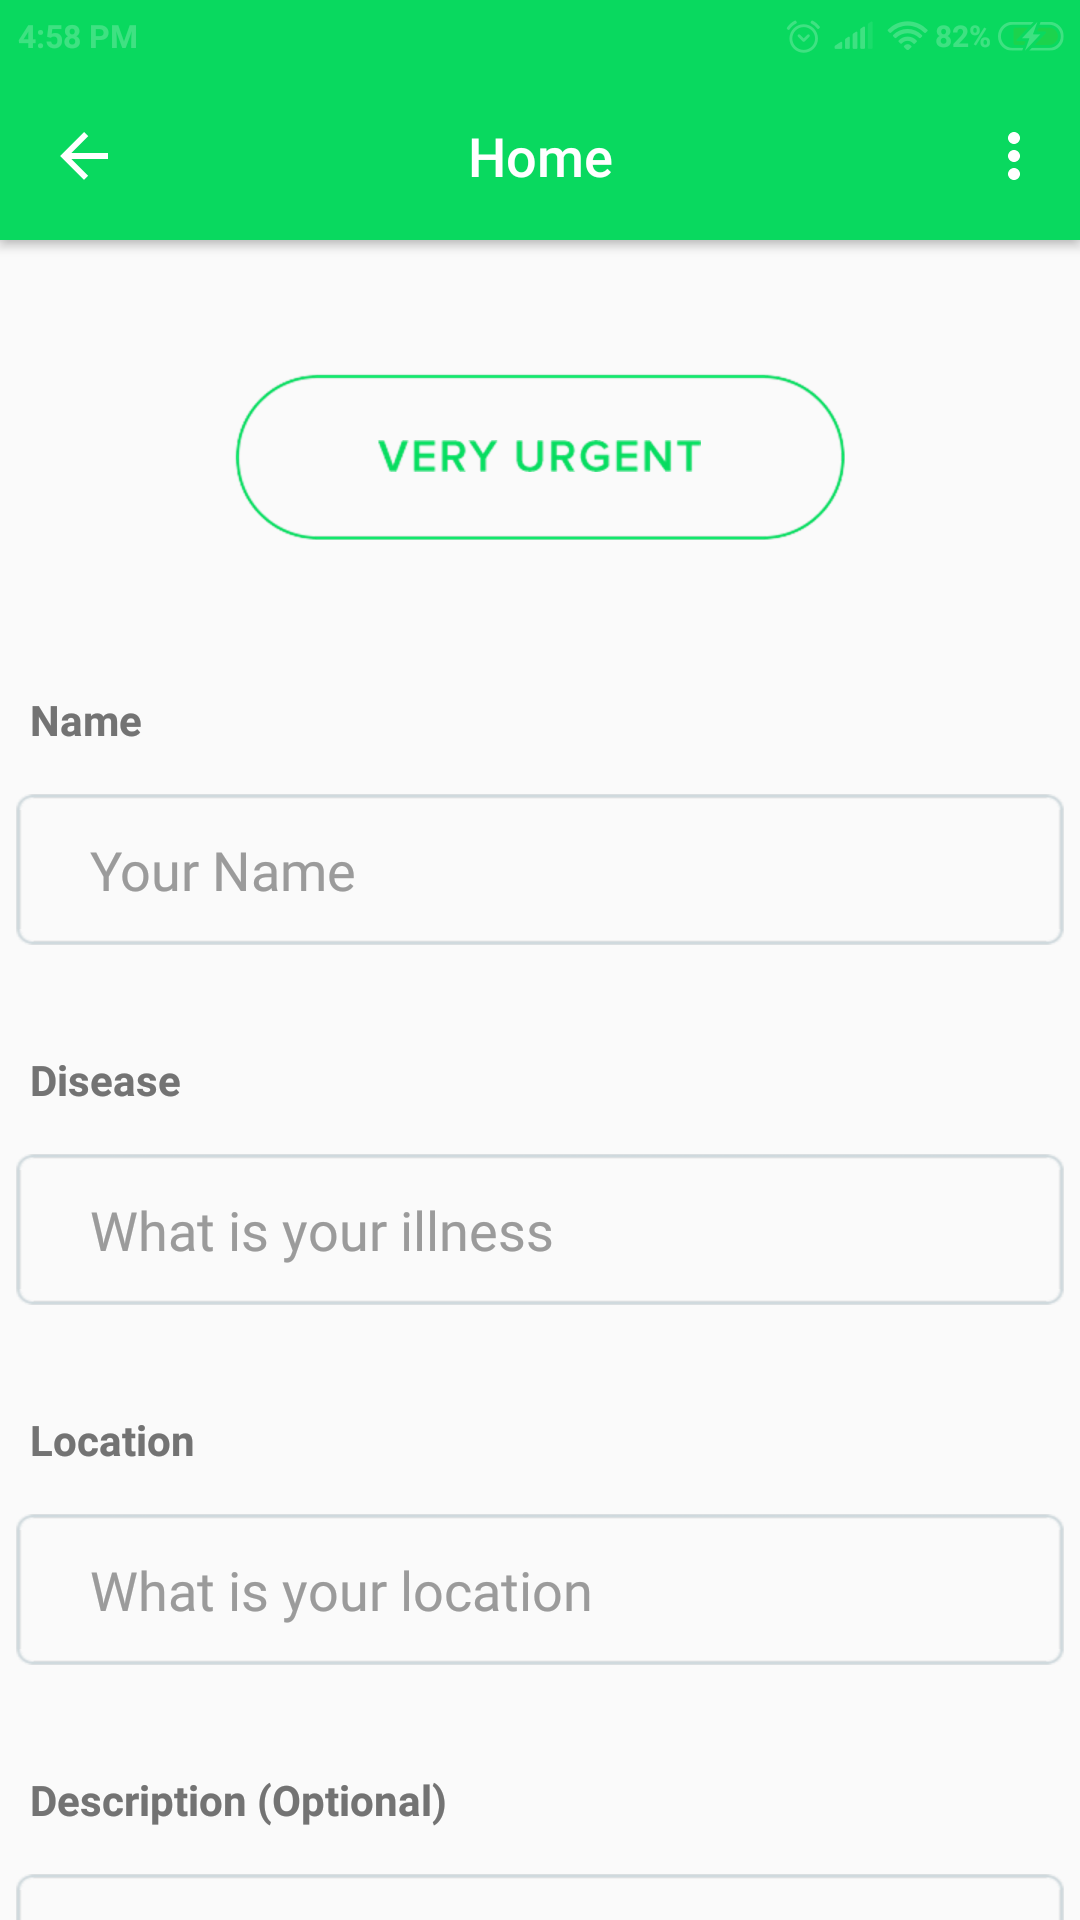 4:58 PM 82%
Home
VERY URGENT
Name
Your Name
Disease
What is your illness
Location
What is your location
Description (Optional)